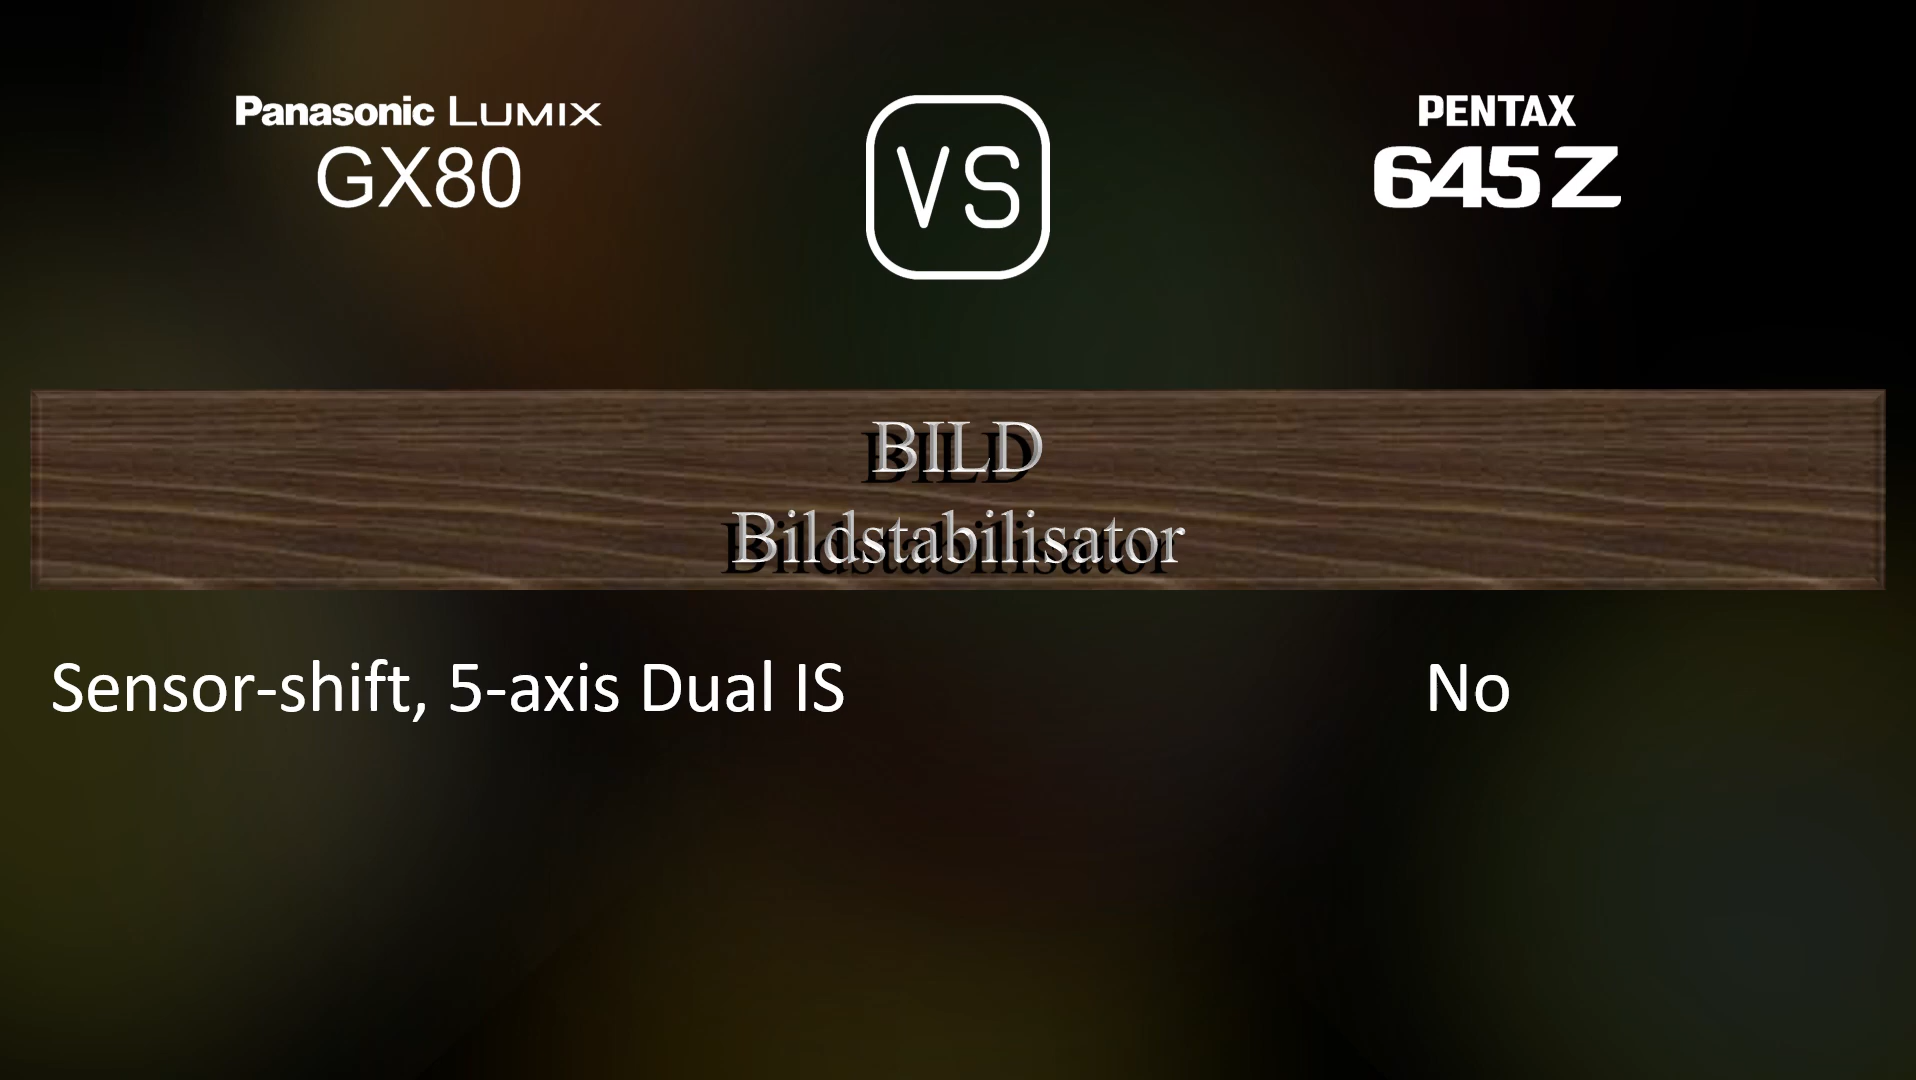 Panasonic LUMIX
GX80
VS
PENTAX
645Z
BILD
Bildstabilisator
Sensor-shift, 5-axis Dual IS
No